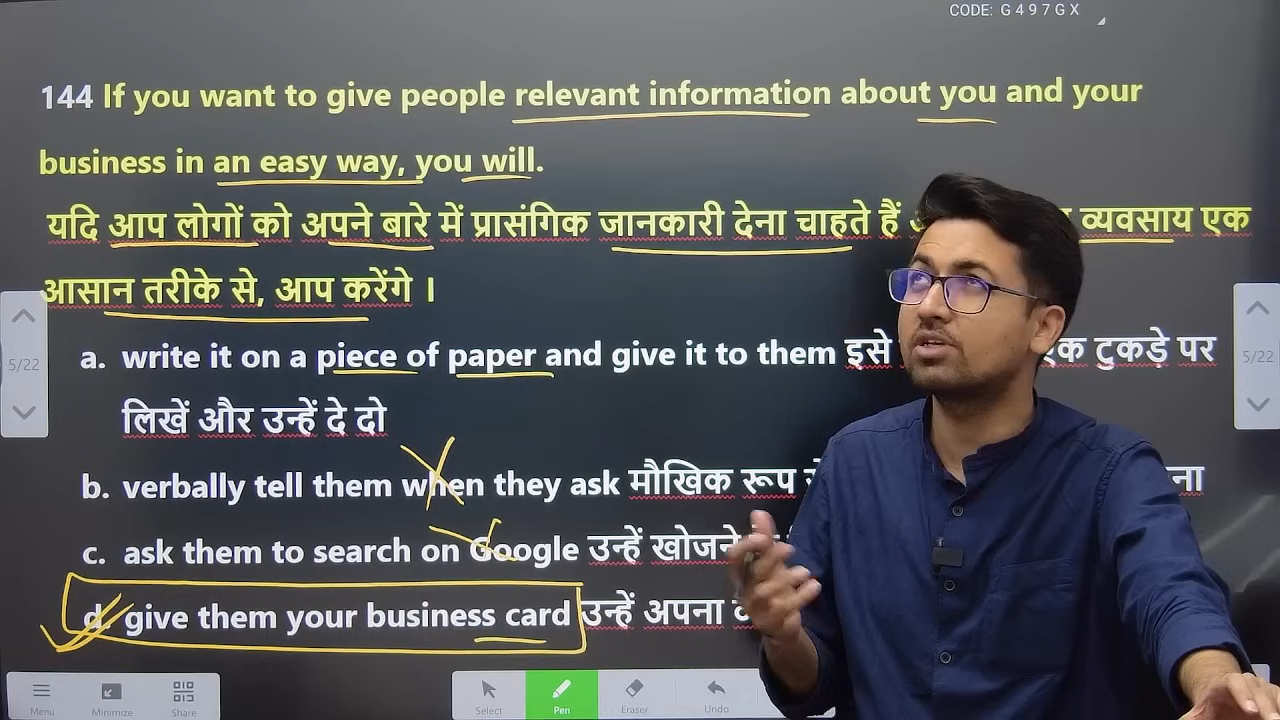 CODE: G 4 9 7 G X
144 If you want to give people relevant information about you and your
business in an easy way, you will.
यदि आप लोगों को अपने बारे में प्रासंगिक जानकारी देना चाहते हैं व्यवसाय एक
आसान तरीके से, आप करेंगे ।
a. write it on a piece of paper and give it to them इसे टुकड़े पर
लिखें और उन्हें दे दो
b. verbally tell them when they ask मौखिक रूप
c. ask them to search on Google उन्हें खोजने
d. give them your business card उन्हें अपना
5/22
5/22
Menu
Minimize
Share
Select
Pen
Eraser
Undo